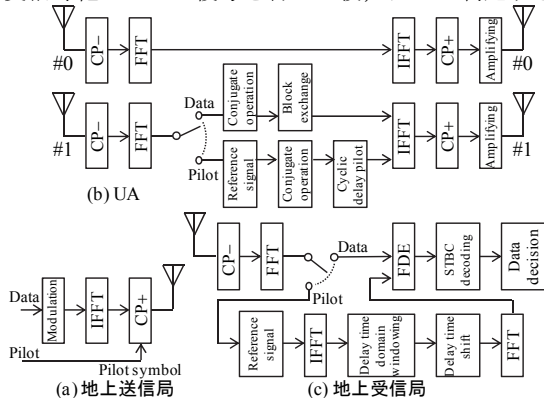 #0
CP−
FFT
IFFT
CP+
Amplifying
#0
Conjugate operation
Block exchange
Data
#1
CP−
FFT
IFFT
CP+
Amplifying
#1
Pilot
Reference signal
Conjugate operation
Cyclic delay pilot
(b) UA
CP−
FFT
Data
FDE
STBC decoding
Data decision
Pilot
Data
Modulation
IFFT
CP+
Pilot
Pilot symbol
Reference signal
IFFT
Delay time domain windowing
Delay time shift
FFT
(a) 地上送信局
(c) 地上受信局